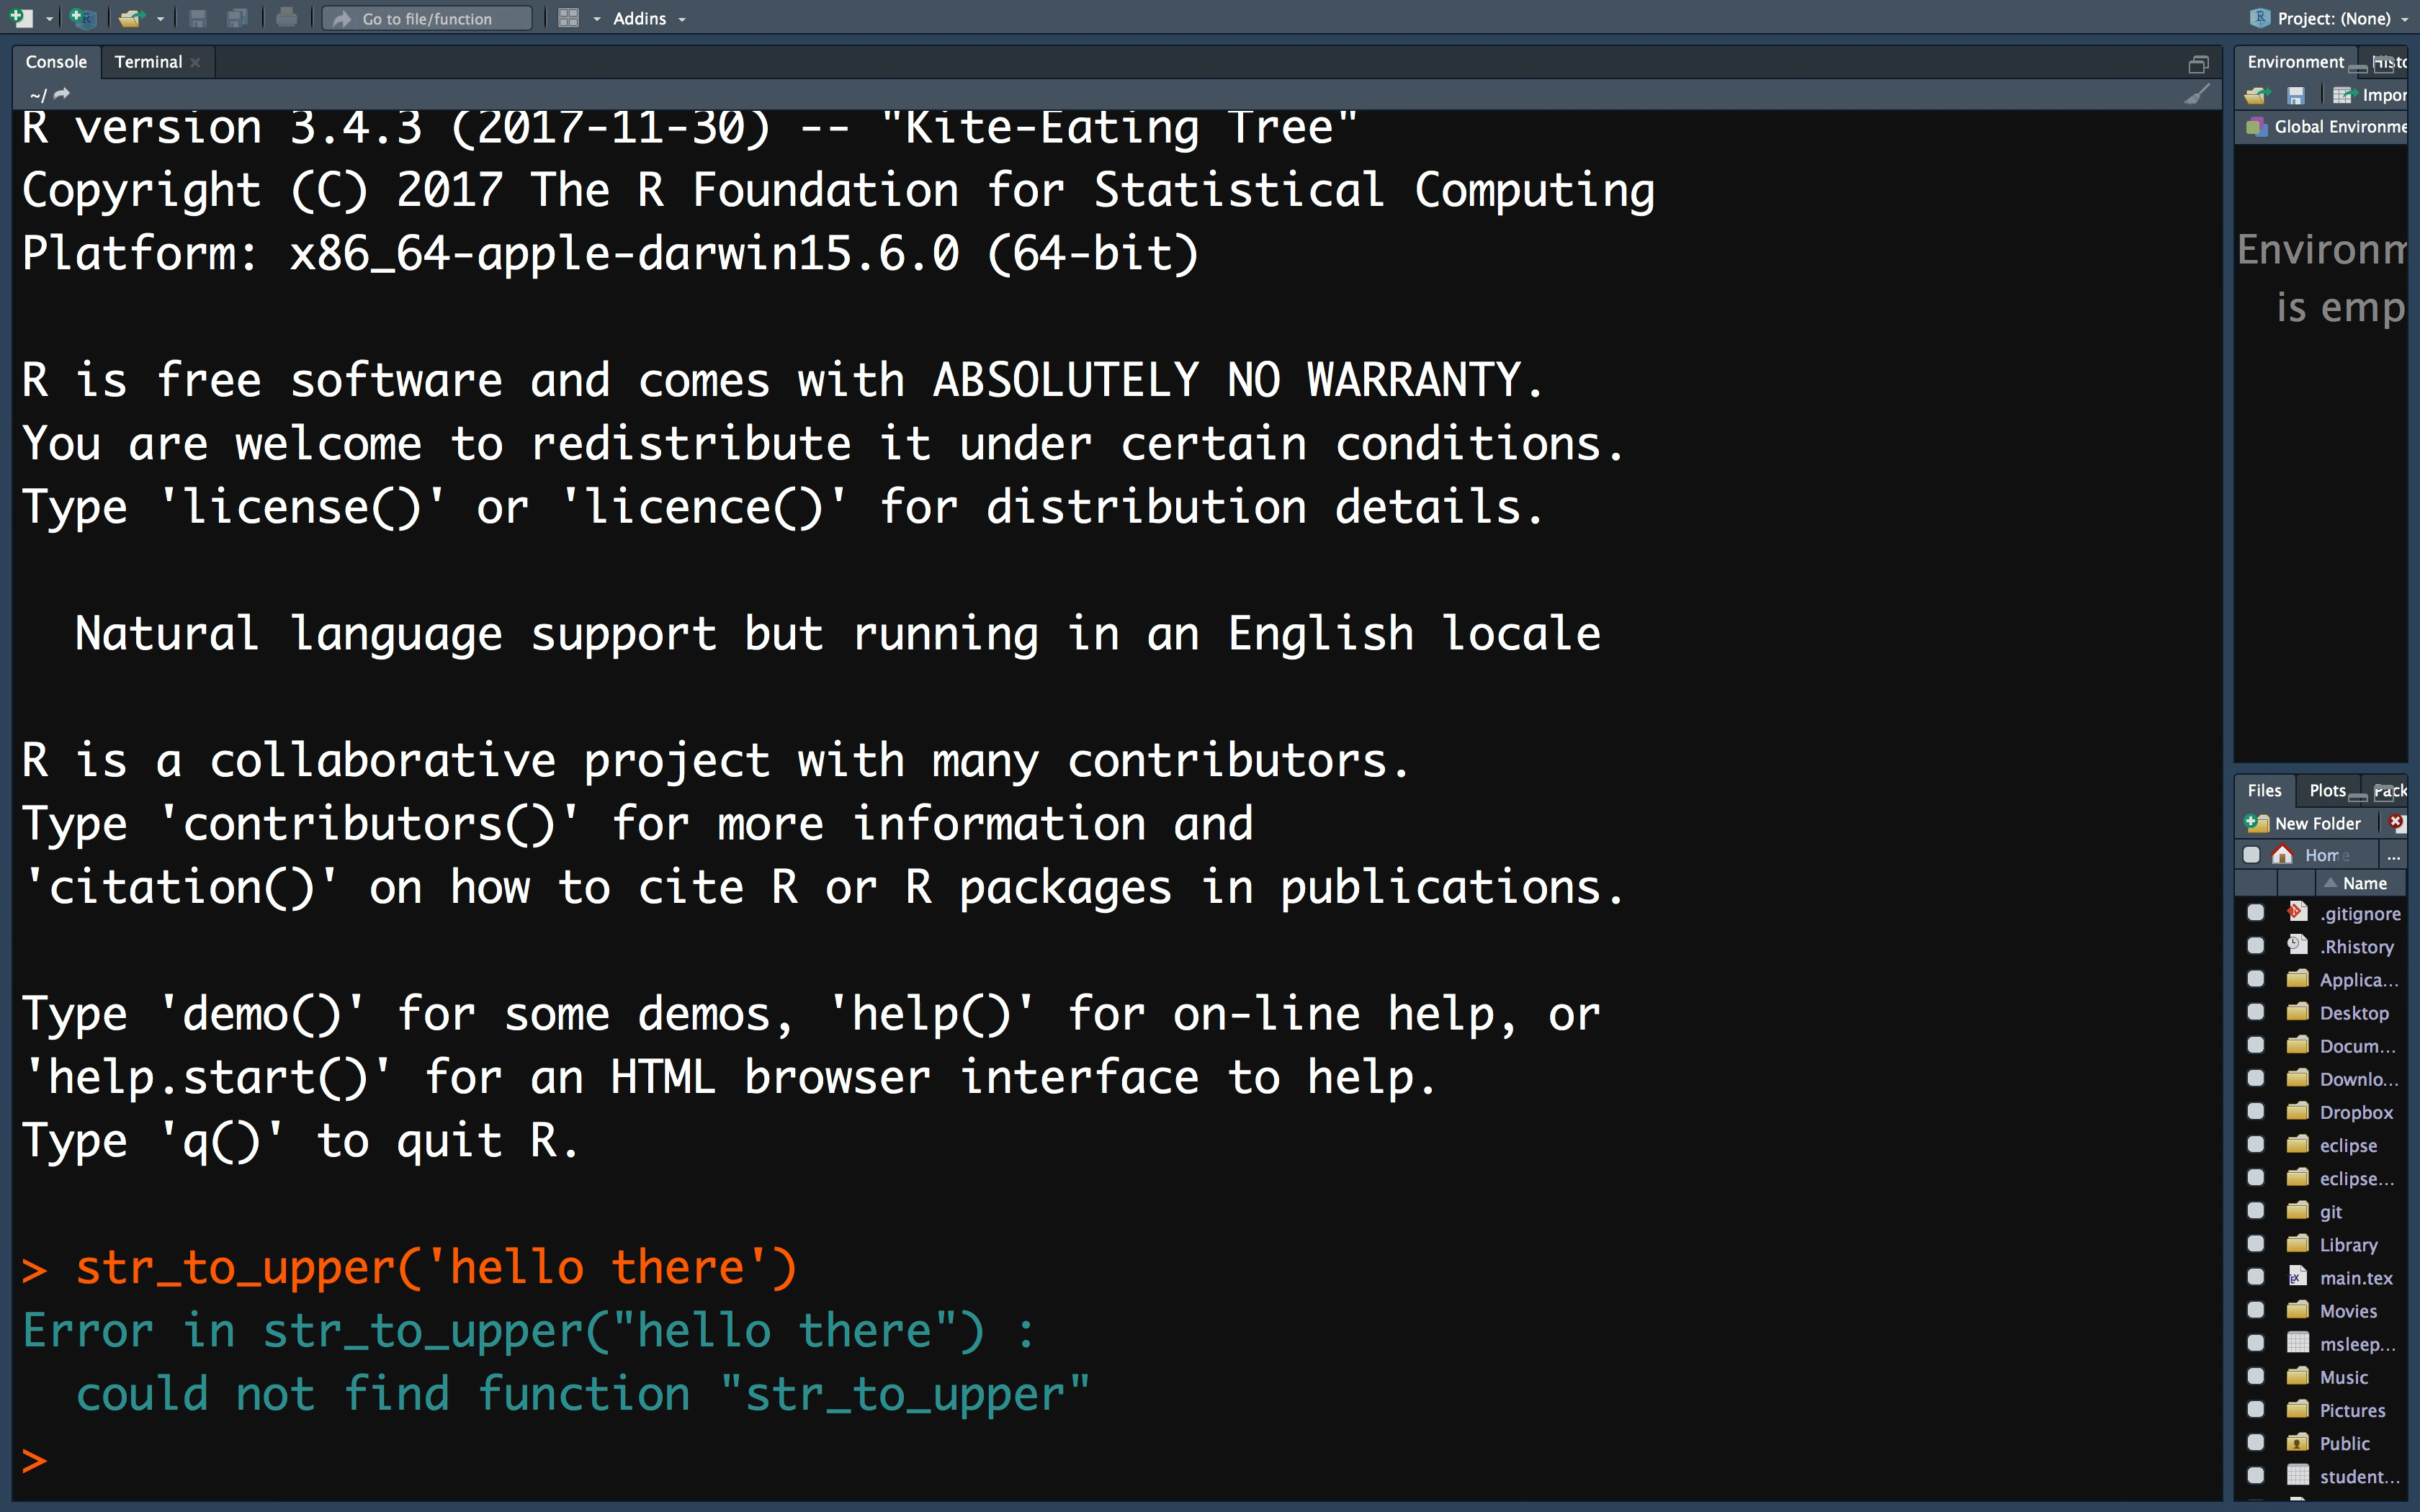 Go to file/function
Addins
Project: (None)
Console
Terminal
~/
R version 3.4.3 (2017-11-30) -- "Kite-Eating Tree"
Copyright (C) 2017 The R Foundation for Statistical Computing
Platform: x86_64-apple-darwin15.6.0 (64-bit)
R is free software and comes with ABSOLUTELY NO WARRANTY.
You are welcome to redistribute it under certain conditions.
Type 'license()' or 'licence()' for distribution details.
Natural language support but running in an English locale
R is a collaborative project with many contributors.
Type 'contributors()' for more information and
'citation()' on how to cite R or R packages in publications.
Type 'demo()' for some demos, 'help()' for on-line help, or
'help.start()' for an HTML browser interface to help.
Type 'q()' to quit R.
> str_to_upper('hello there')
Error in str_to_upper("hello there") :
could not find function "str_to_upper"
>
Environment
Impor
Global Environme
Environm
is emp
Files
Plots
Pack
New Folder
Home
...
Name
.gitignore
.Rhistory
Applica...
Desktop
Docum...
Downlo...
Dropbox
eclipse
eclipse...
git
Library
main.tex
Movies
msleep...
Music
Pictures
Public
student...